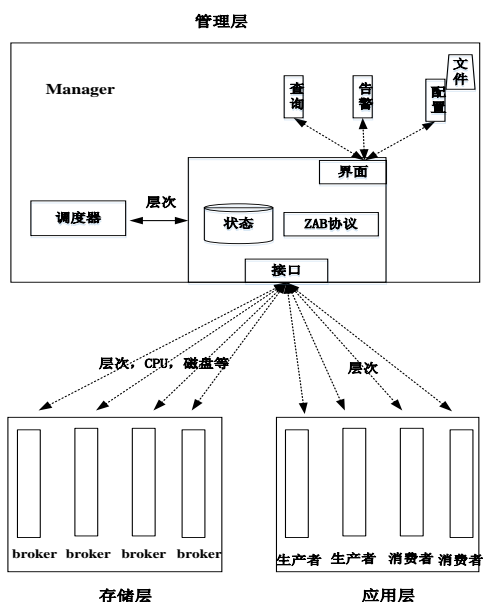 管理层
Manager
查询
告警
配置
文件
界面
调度器
层次
状态
ZAB协议
接口
层次，CPU，磁盘等
层次
broker broker broker broker
生产者 生产者 消费者 消费者
存储层
应用层